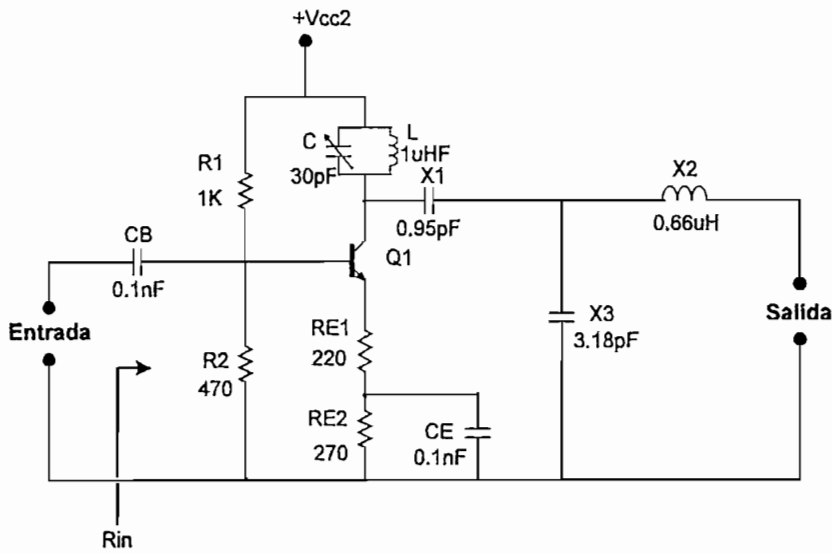 +Vcc2
C
30pF
L
1uHF
R1
1K
X1
0.95pF
X2
0.66uH
CB
0.1nF
Q1
Entrada
R2
470
RE1
220
X3
3.18pF
Salida
RE2
270
CE
0.1nF
Rin